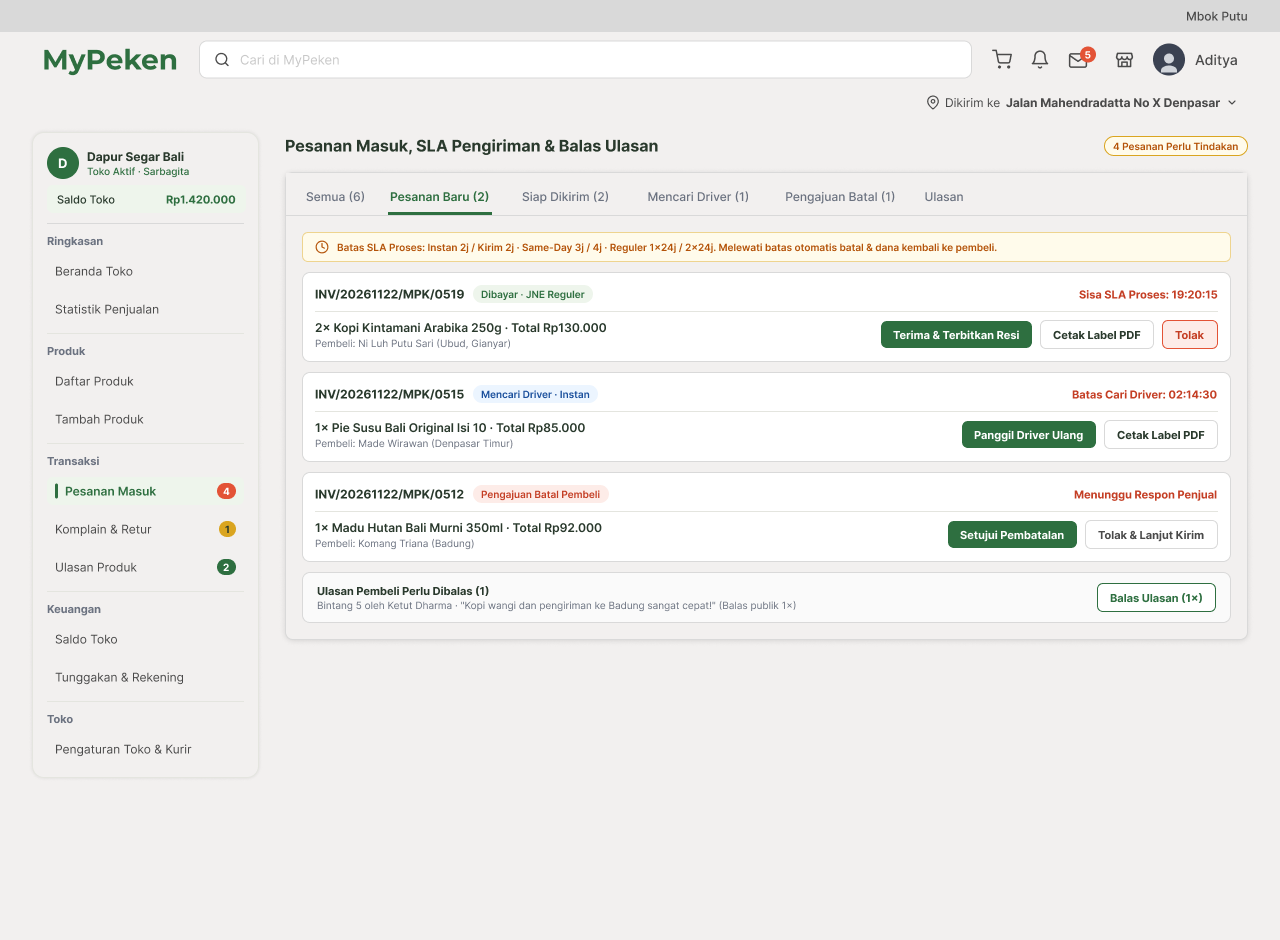 Mbok Putu
MyPeken
Cari di MyPeken
5
Aditya
Dikirim ke Jalan Mahendradatta No X Denpasar
D
Dapur Segar Bali
Toko Aktif · Sarbagita
Saldo Toko Rp1.420.000
Ringkasan
Beranda Toko
Statistik Penjualan
Produk
Daftar Produk
Tambah Produk
Transaksi
Pesanan Masuk 4
Komplain & Retur 1
Ulasan Produk 2
Keuangan
Saldo Toko
Tunggakan & Rekening
Toko
Pengaturan Toko & Kurir
Pesanan Masuk, SLA Pengiriman & Balas Ulasan
4 Pesanan Perlu Tindakan
Semua (6) Pesanan Baru (2) Siap Dikirim (2) Mencari Driver (1) Pengajuan Batal (1) Ulasan
Batas SLA Proses: Instan 2j / Kirim 2j · Same-Day 3j / 4j · Reguler 1×24j / 2×24j. Melewati batas otomatis batal & dana kembali ke pembeli.
INV/20261122/MPK/0519 Dibayar · JNE Reguler Sisa SLA Proses: 19:20:15
2× Kopi Kintamani Arabika 250g · Total Rp130.000
Pembeli: Ni Luh Putu Sari (Ubud, Gianyar)
Terima & Terbitkan Resi Cetak Label PDF Tolak
INV/20261122/MPK/0515 Mencari Driver · Instan Batas Cari Driver: 02:14:30
1× Pie Susu Bali Original Isi 10 · Total Rp85.000
Pembeli: Made Wirawan (Denpasar Timur)
Panggil Driver Ulang Cetak Label PDF
INV/20261122/MPK/0512 Pengajuan Batal Pembeli Menunggu Respon Penjual
1× Madu Hutan Bali Murni 350ml · Total Rp92.000
Pembeli: Komang Triana (Badung)
Setujui Pembatalan Tolak & Lanjut Kirim
Ulasan Pembeli Perlu Dibalas (1)
Bintang 5 oleh Ketut Dharma · "Kopi wangi dan pengiriman ke Badung sangat cepat!" (Balas publik 1×)
Balas Ulasan (1×)